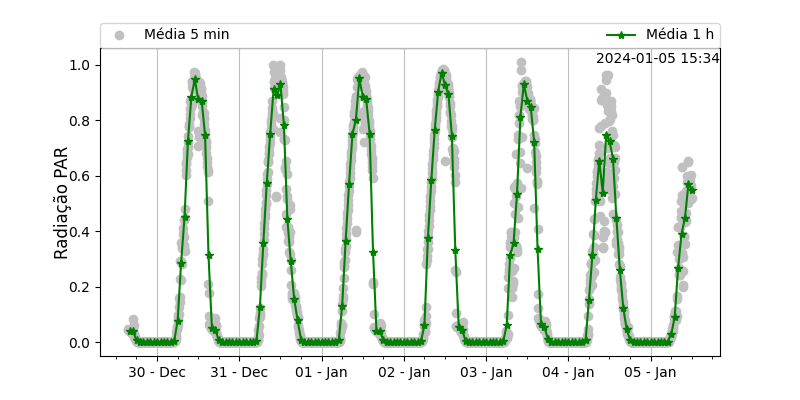 Média 5 min
Média 1 h
2024-01-05 15:34
Radiação PAR
1.0
0.8
0.6
0.4
0.2
0.0
30 - Dec
31 - Dec
01 - Jan
02 - Jan
03 - Jan
04 - Jan
05 - Jan